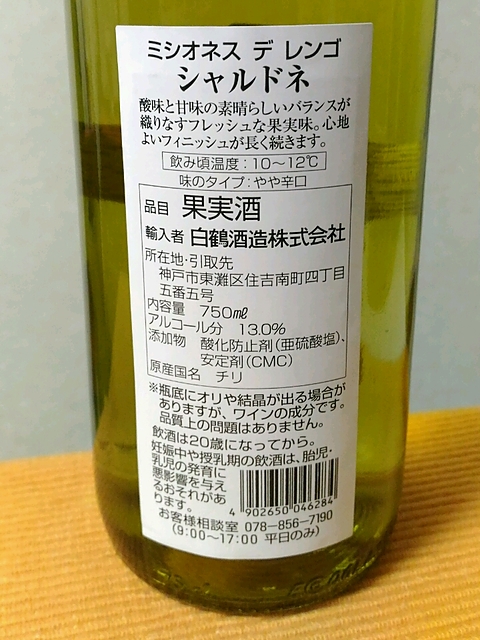 ミシオネス デ レンゴ
シャルドネ
酸味と甘味の素晴らしいバランスが
織りなすフレッシュな果実味。心地
よいフィニッシュが長く続きます。
飲み頃温度:10～12℃
味のタイプ:やや辛口
品目 果実酒
輸入者 白鶴酒造株式会社
所在地・引取先
神戸市東灘区住吉南町四丁目
五番五号
内容量 750㎖
アルコール分 13.0%
添加物 酸化防止剤(亜硫酸塩)、
安定剤(CMC)
原産国名 チリ
※瓶底にオリや結晶が出る場合が
ありますが、ワインの成分です。
品質上の問題はありません。
飲酒は20歳になってから。
妊娠中や授乳期の飲酒は、胎児・
乳児の発育に
悪影響を与え
るおそれがあ
ります。
4 902650 046284
お客様相談室 078-856-7190
(9:00～17:00 平日のみ)